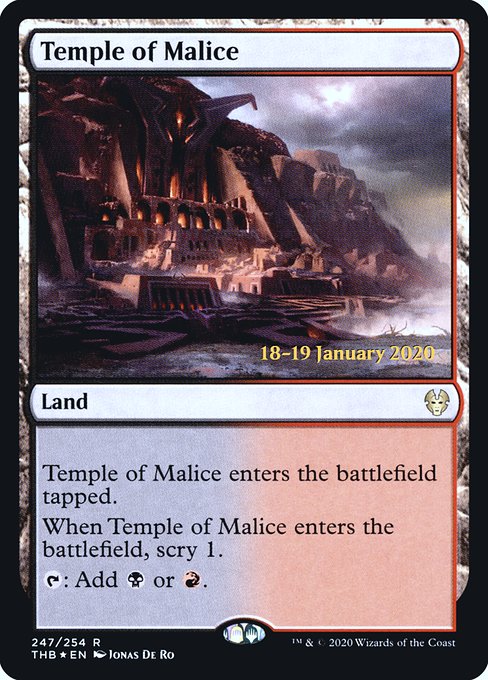 Temple of Malice
18–19 January 2020
Land
Temple of Malice enters the battlefield
tapped.
When Temple of Malice enters the
battlefield, scry 1.
: Add or .
247/254 R
THB ★ EN Jonas De Ro
™ & © 2020 Wizards of the Coast